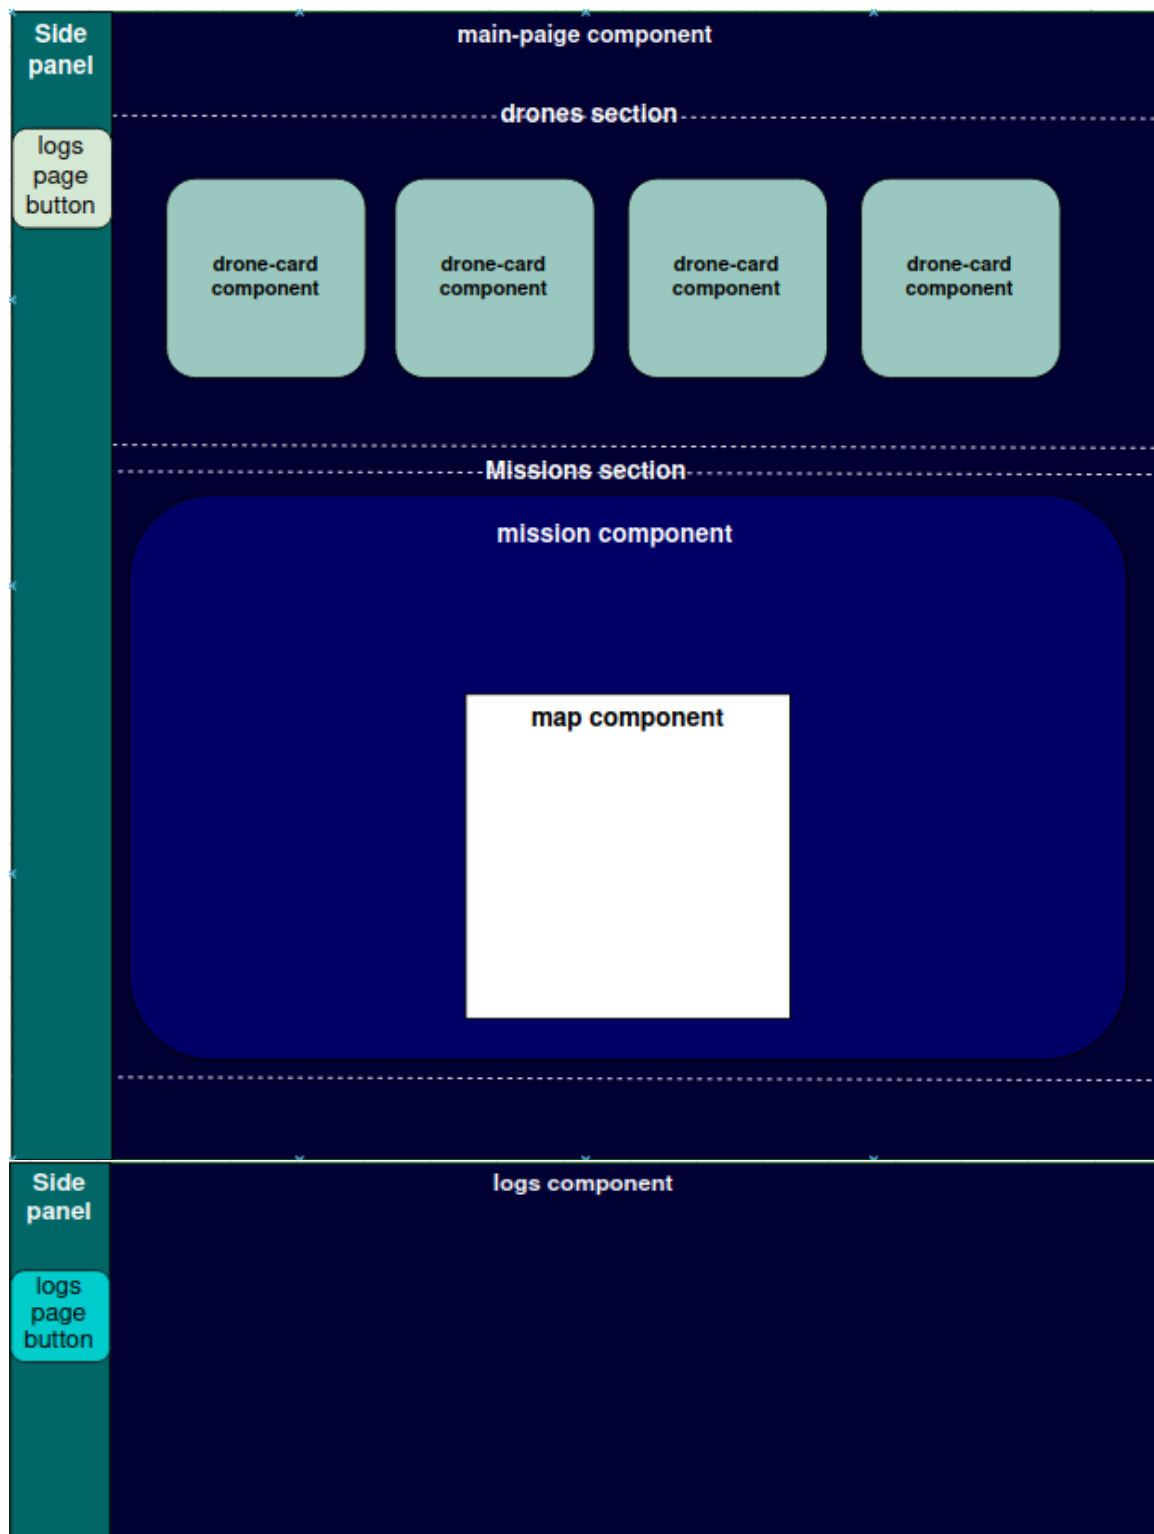 Side
panel
main-paige component
drones section
logs
page
button
drone-card
component
drone-card
component
drone-card
component
drone-card
component
Missions section
mission component
map component
Side
panel
logs component
logs
page
button